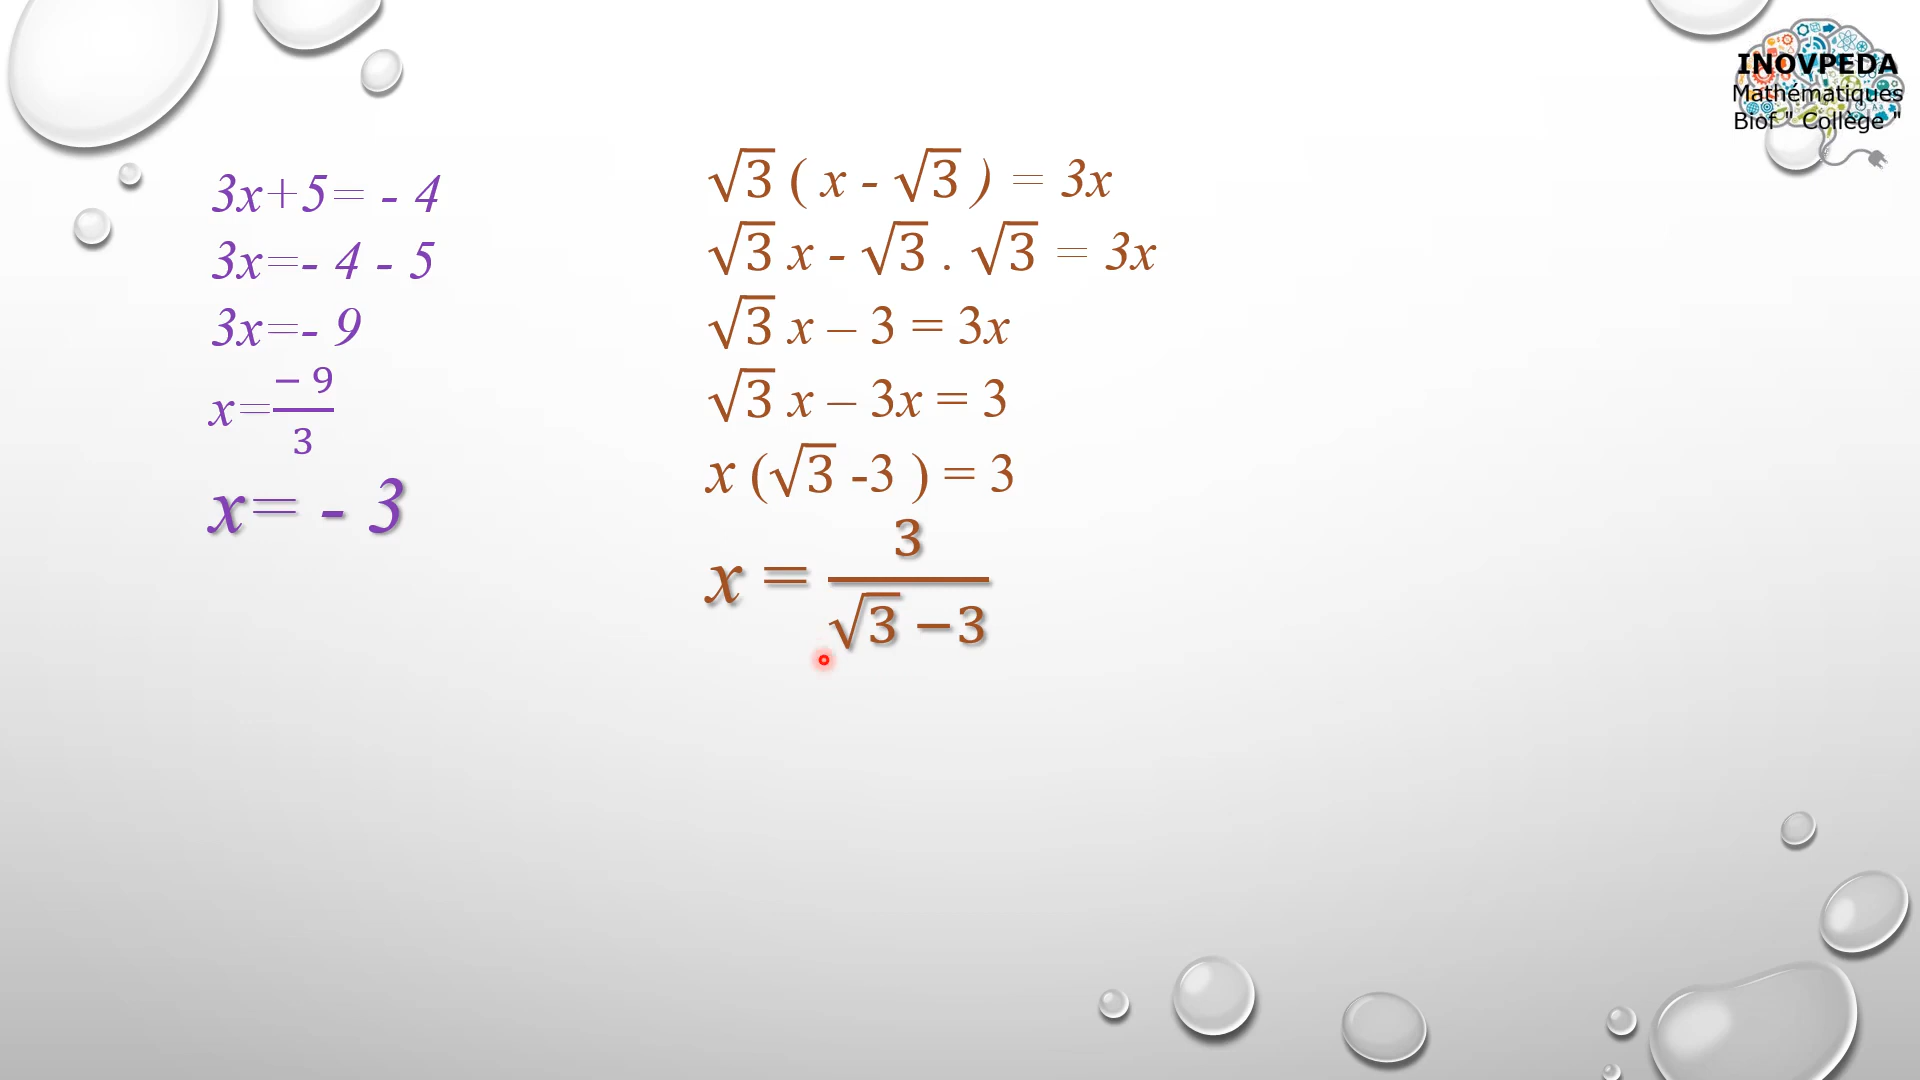 INOVPEDA
Mathématiques
Biof " Collège "
3x+5= - 4
3x=- 4 - 5
3x=- 9
x=− 9/3
x= - 3
√3 ( x - √3 ) = 3x
√3 x - √3 . √3 = 3x
√3 x – 3 = 3x
√3 x – 3x = 3
x (√3 -3 ) = 3
x = 3/(√3 −3)